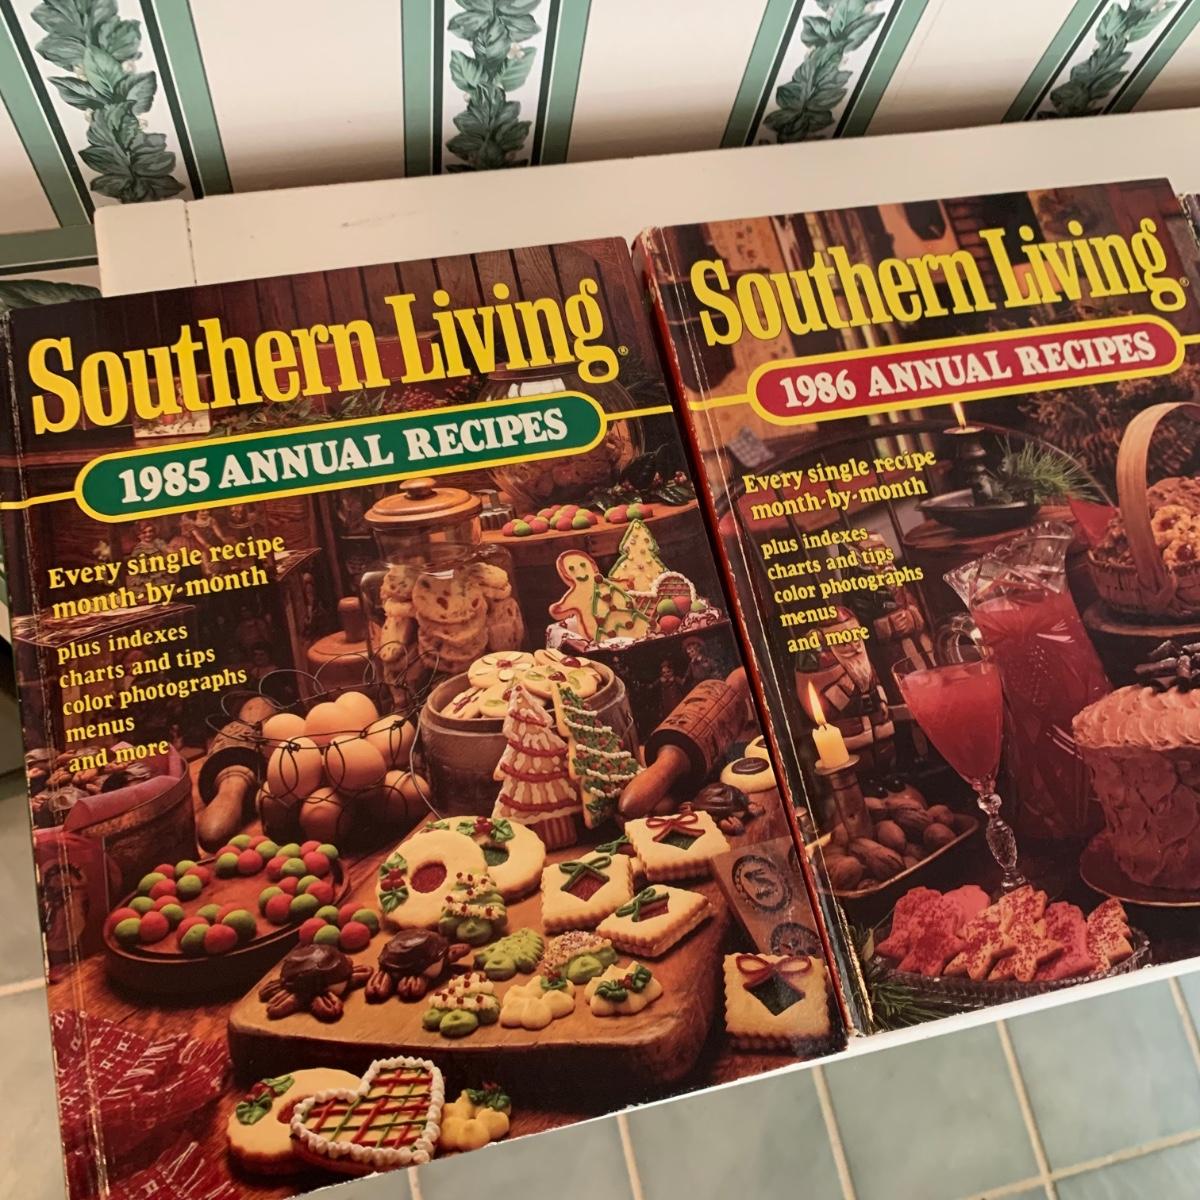 Southern Living®
1985 ANNUAL RECIPES
Every single recipe
month-by-month
plus indexes
charts and tips
color photographs
menus
and more
Southern Living®
1986 ANNUAL RECIPES
Every single recipe
month-by-month
plus indexes
charts and tips
color photographs
menus
and more